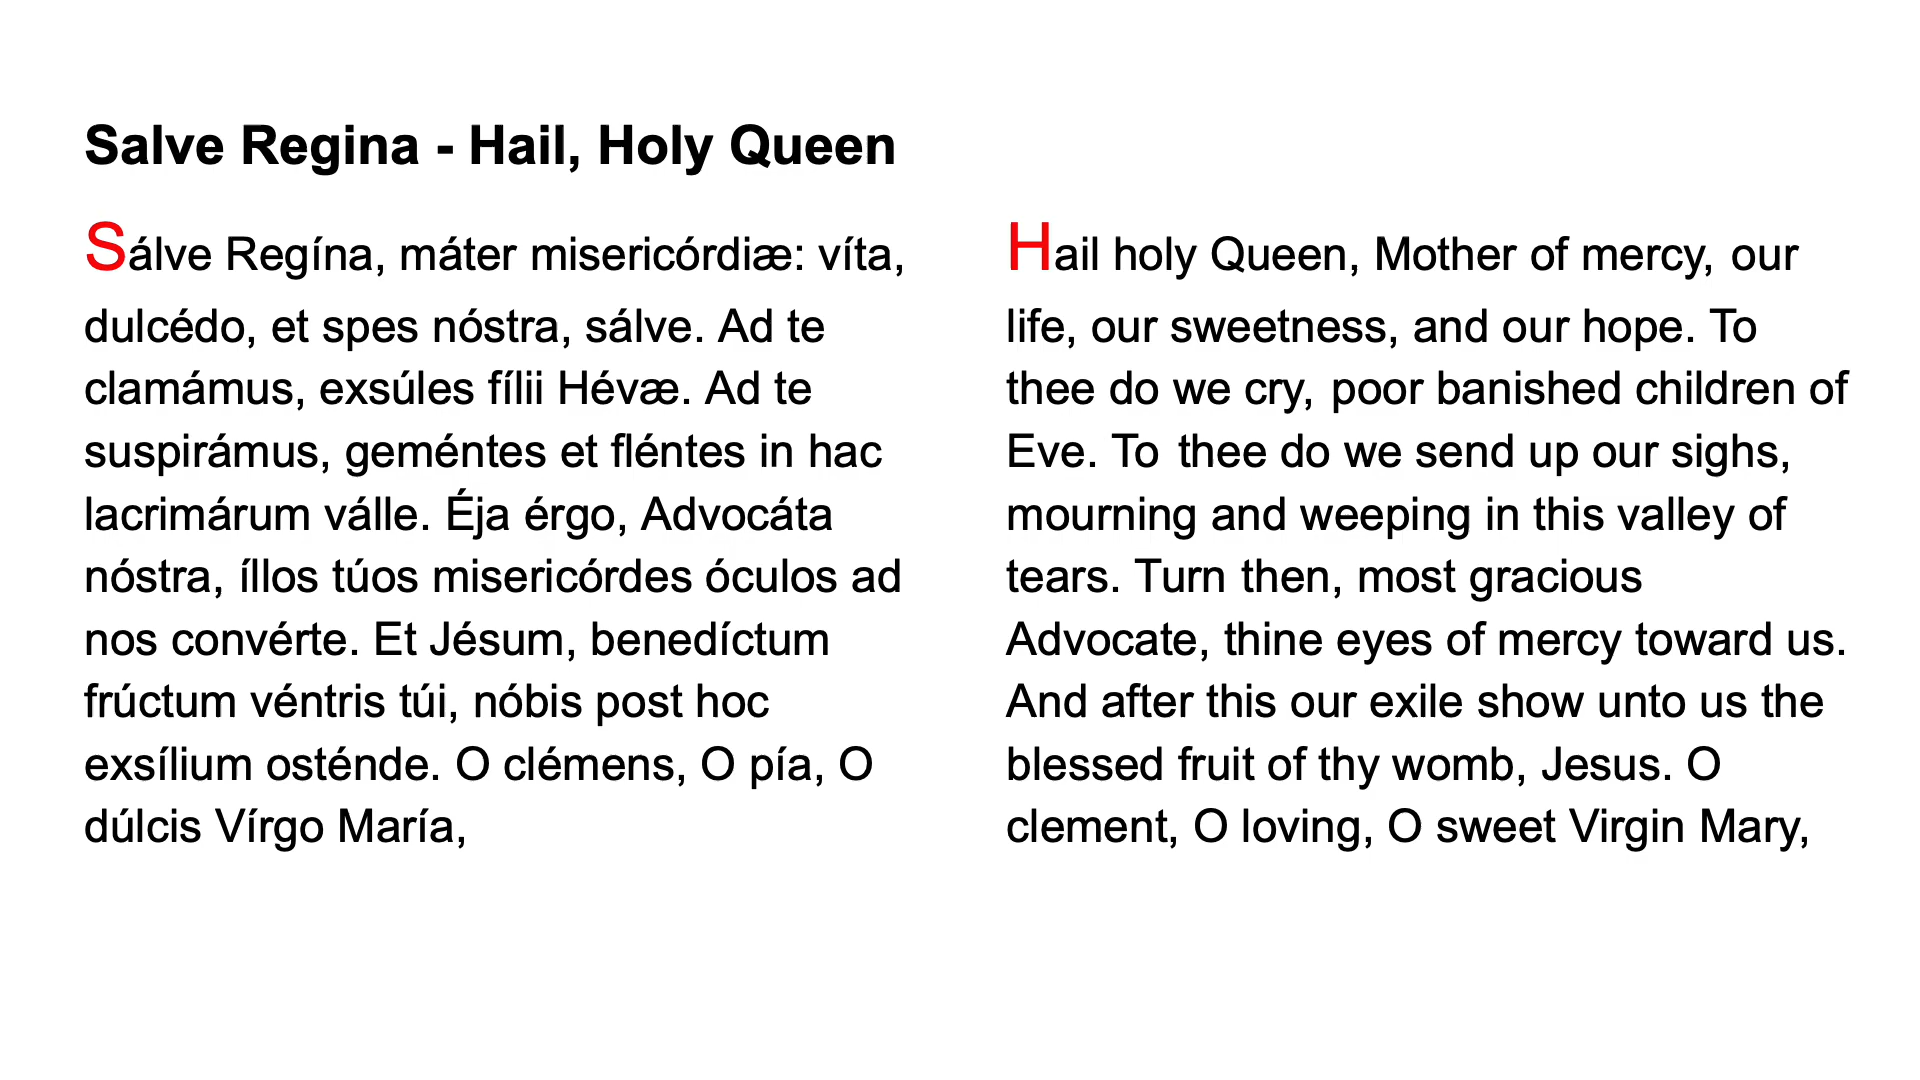 Salve Regina - Hail, Holy Queen
Sálve Regína, máter misericórdiæ: víta,
dulcédo, et spes nóstra, sálve. Ad te
clamámus, exsúles fílii Hévæ. Ad te
suspirámus, geméntes et fléntes in hac
lacrimárum válle. Éja érgo, Advocáta
nóstra, íllos túos misericórdes óculos ad
nos convérte. Et Jésum, benedíctum
frúctum véntris túi, nóbis post hoc
exsílium osténde. O clémens, O pía, O
dúlcis Vírgo María,
Hail holy Queen, Mother of mercy, our
life, our sweetness, and our hope. To
thee do we cry, poor banished children of
Eve. To thee do we send up our sighs,
mourning and weeping in this valley of
tears. Turn then, most gracious
Advocate, thine eyes of mercy toward us.
And after this our exile show unto us the
blessed fruit of thy womb, Jesus. O
clement, O loving, O sweet Virgin Mary,